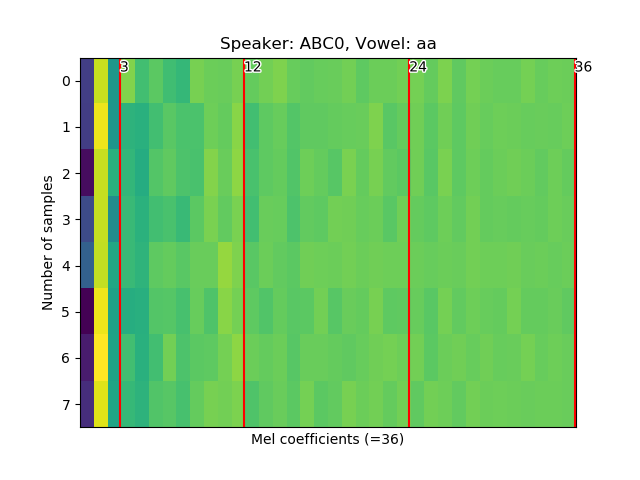 Speaker: ABC0, Vowel: aa
3 12 24 36
0
1
2
3
4
5
6
7
Number of samples
Mel coefficients (=36)